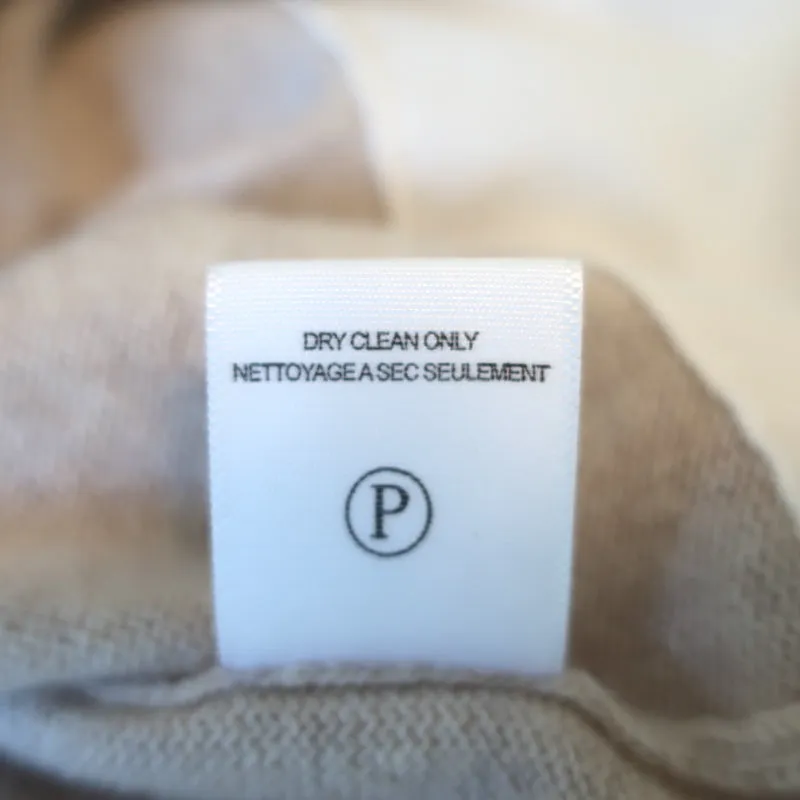 DRY CLEAN ONLY
NETTOYAGE A SEC SEULEMENT
P